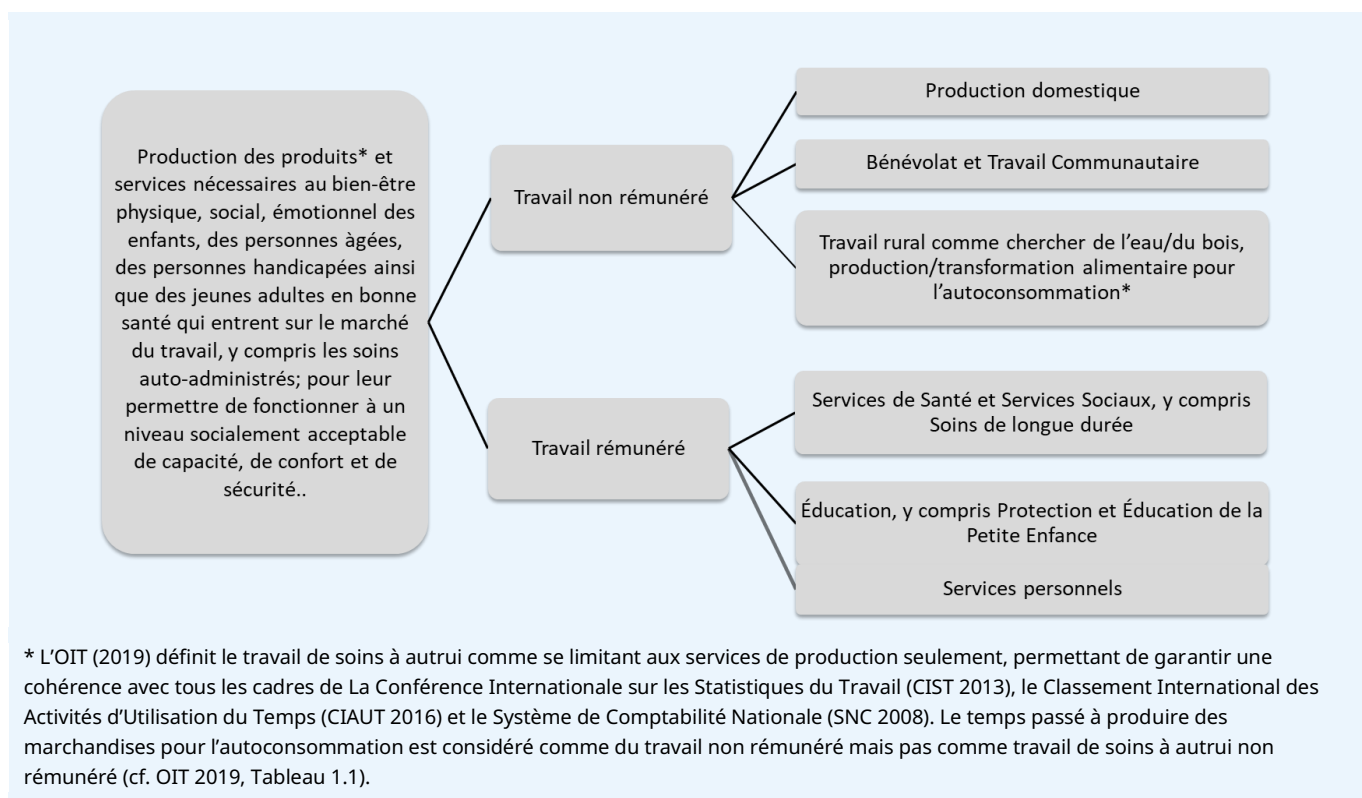 Production des produits* et
services nécessaires au bien-être
physique, social, émotionnel des
enfants, des personnes àgées,
des personnes handicapées ainsi
que des jeunes adultes en bonne
santé qui entrent sur le marché
du travail, y compris les soins
auto-administrés; pour leur
permettre de fonctionner à un
niveau socialement acceptable
de capacité, de confort et de
sécurité..
Travail non rémunéré
Production domestique
Bénévolat et Travail Communautaire
Travail rural comme chercher de l’eau/du bois,
production/transformation alimentaire pour
l’autoconsommation*
Travail rémunéré
Services de Santé et Services Sociaux, y compris
Soins de longue durée
Éducation, y compris Protection et Éducation de la
Petite Enfance
Services personnels
* L’OIT (2019) définit le travail de soins à autrui comme se limitant aux services de production seulement, permettant de garantir une
cohérence avec tous les cadres de La Conférence Internationale sur les Statistiques du Travail (CIST 2013), le Classement International des
Activités d’Utilisation du Temps (CIAUT 2016) et le Système de Comptabilité Nationale (SNC 2008). Le temps passé à produire des
marchandises pour l’autoconsommation est considéré comme du travail non rémunéré mais pas comme travail de soins à autrui non
rémunéré (cf. OIT 2019, Tableau 1.1).